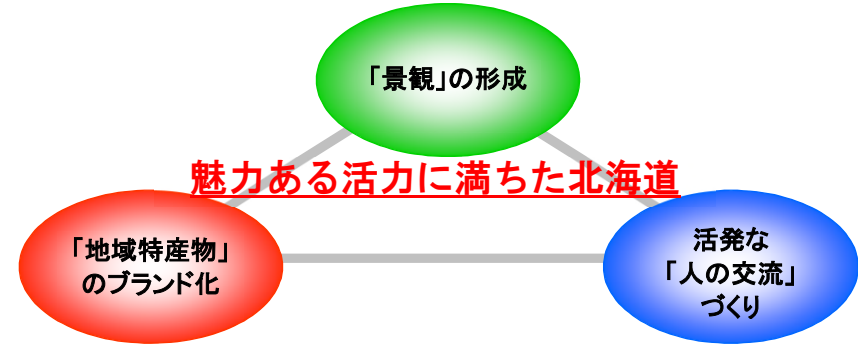 「景観」の形成
魅力ある活力に満ちた北海道
「地域特産物」
のブランド化
活発な
「人の交流」
づくり